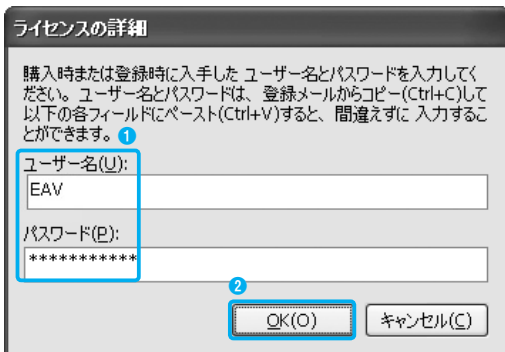 ライセンスの詳細
購入時または登録時に入手した ユーザー名とパスワードを入力してく
ださい。ユーザー名とパスワードは、登録メールからコピー(Ctrl+C)して
以下の各フィールドにペースト(Ctrl+V)すると、間違えずに 入力するこ
とができます。 1
ユーザー名(U):
EAV
パスワード(P):
***********
2
OK(O) キャンセル(C)